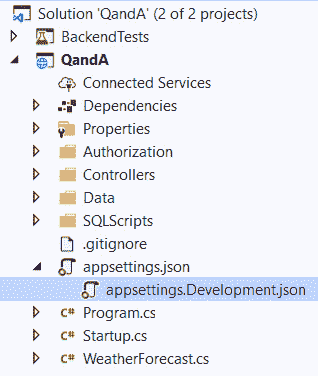 Solution 'QandA' (2 of 2 projects)
BackendTests
QandA
Connected Services
Dependencies
Properties
Authorization
Controllers
Data
SQLScripts
.gitignore
appsettings.json
appsettings.Development.json
C# Program.cs
C# Startup.cs
C# WeatherForecast.cs